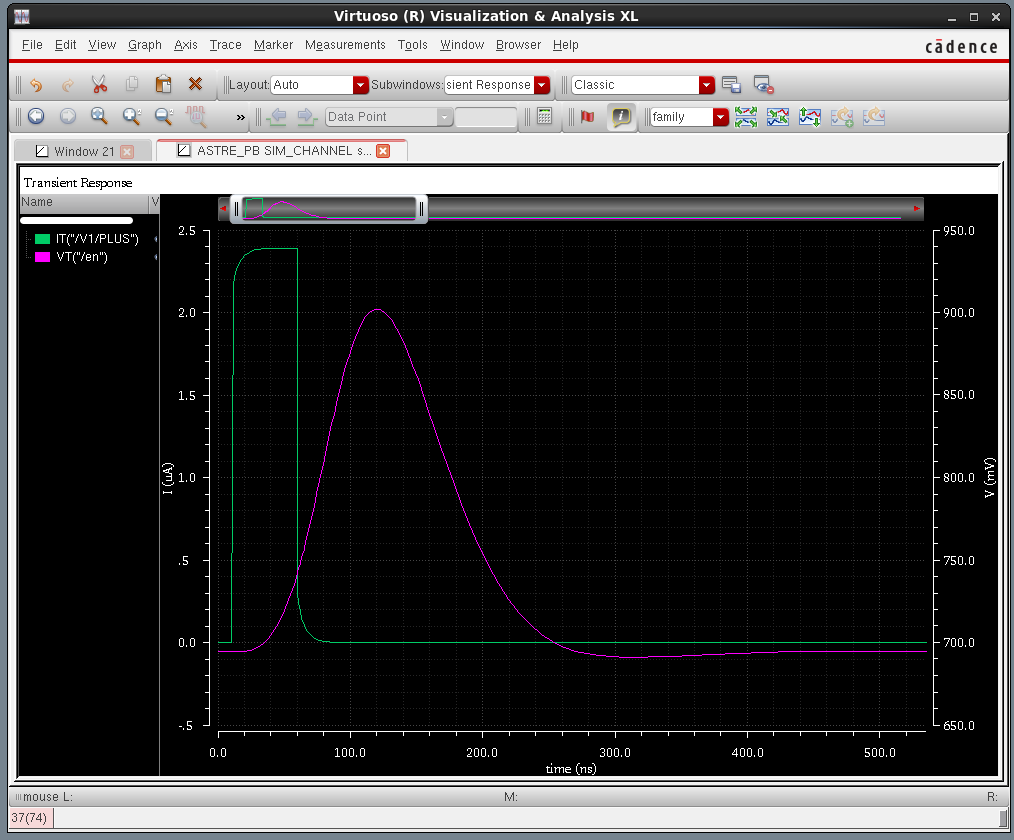 Virtuoso (R) Visualization & Analysis XL
File Edit View Graph Axis Trace Marker Measurements Tools Window Browser Help
cādence
Layout: Auto Subwindows: sient Response Classic
» Data Point family
Window 21 ASTRE_PB SIM_CHANNEL s...
Transient Response
Name V
IT("/V1/PLUS")
VT("/en")
2.5 950.0
2.0 900.0
1.5 850.0
I (uA) 1.0 800.0 V (mV)
.5 750.0
0.0 700.0
-.5 650.0
0.0 100.0 200.0 300.0 400.0 500.0
time (ns)
mouse L: M: R:
37(74)